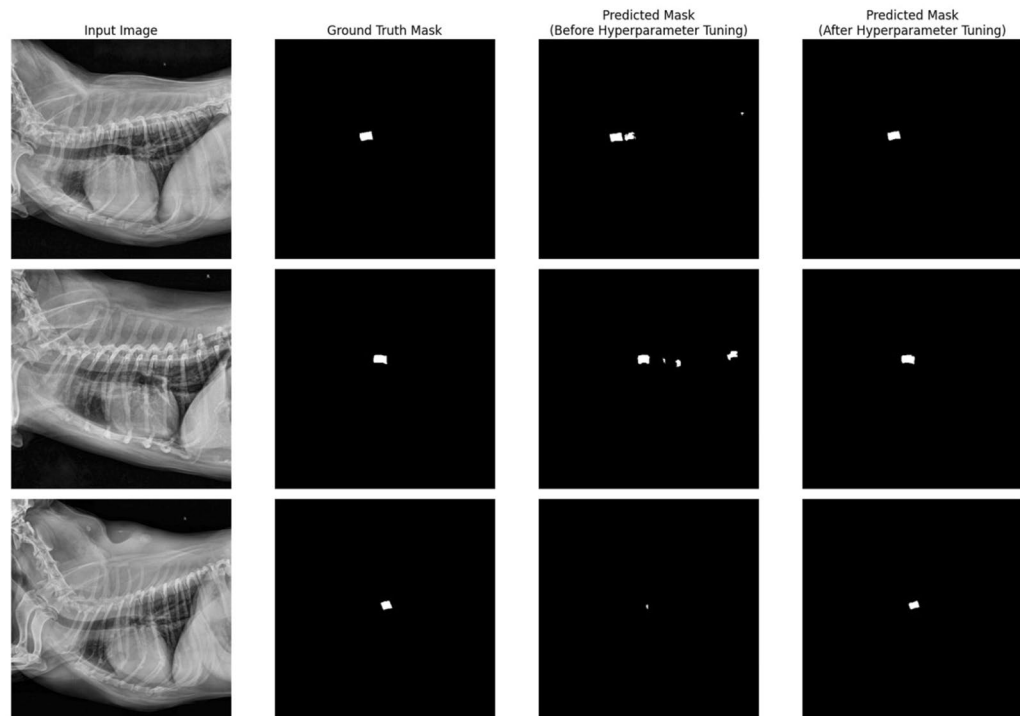 Input Image
Ground Truth Mask
Predicted Mask
(Before Hyperparameter Tuning)
Predicted Mask
(After Hyperparameter Tuning)